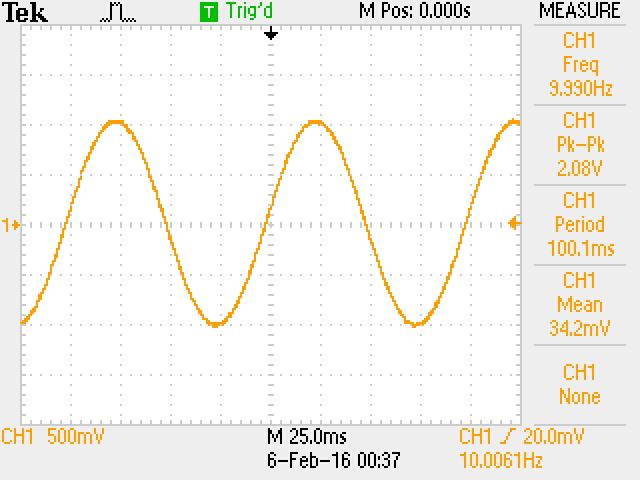 Tek T Trig'd M Pos: 0.000s MEASURE
CH1
Freq
9.990Hz
CH1
Pk-Pk
2.08V
CH1
Period
100.1ms
CH1
Mean
34.2mV
CH1
None
1
CH1 500mV M 25.0ms CH1 20.0mV
6-Feb-16 00:37 10.0061Hz